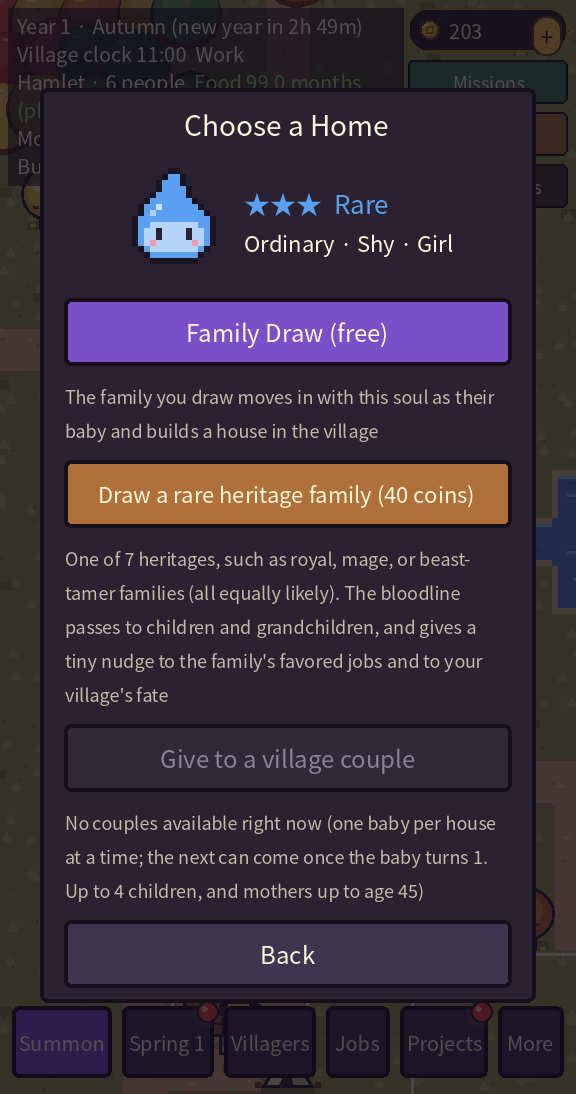 Year 1 · Autumn (new year in 2h 49m)
203
+
Village clock 11:00 Work
Hamlet · 6 people Food 99.0 months
Missions
(pl
Mo
Bu
s
Choose a Home
★★★ Rare
Ordinary · Shy · Girl
Family Draw (free)
The family you draw moves in with this soul as their
baby and builds a house in the village
Draw a rare heritage family (40 coins)
One of 7 heritages, such as royal, mage, or beast-
tamer families (all equally likely). The bloodline
passes to children and grandchildren, and gives a
tiny nudge to the family's favored jobs and to your
village's fate
Give to a village couple
No couples available right now (one baby per house
at a time; the next can come once the baby turns 1.
Up to 4 children, and mothers up to age 45)
Back
Summon
Spring 1
Villagers
Jobs
Projects
More